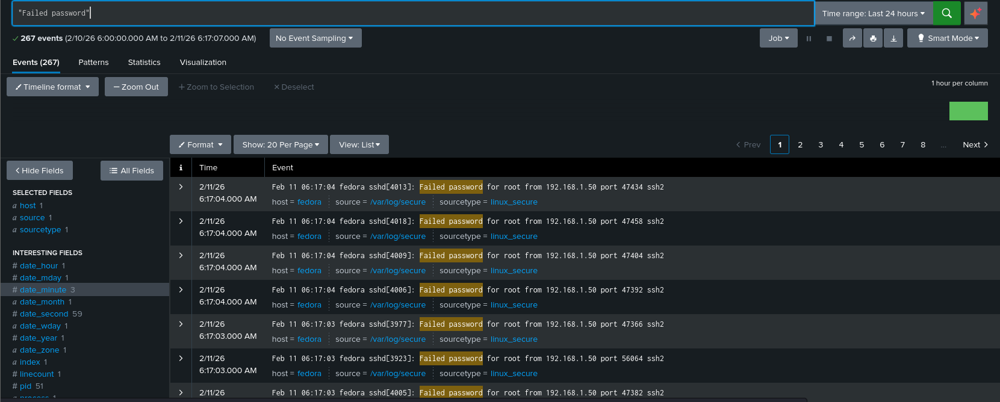 "Failed password"
Time range: Last 24 hours
267 events (2/10/26 6:00:00.000 AM to 2/11/26 6:17:07.000 AM)
No Event Sampling
Job
Smart Mode
Events (267)
Patterns
Statistics
Visualization
Timeline format
— Zoom Out
+ Zoom to Selection
× Deselect
1 hour per column
Format
Show: 20 Per Page
View: List
< Prev
1
2
3
4
5
6
7
8
...
Next >
< Hide Fields
All Fields
SELECTED FIELDS
a host 1
a source 1
a sourcetype 1
INTERESTING FIELDS
# date_hour 1
# date_mday 1
# date_minute 3
a date_month 1
# date_second 59
a date_wday 1
# date_year 1
a date_zone 1
a index 1
# linecount 1
# pid 51
a process 1
i
Time
Event
> 2/11/26
6:17:04.000 AM
Feb 11 06:17:04 fedora sshd[4013]: Failed password for root from 192.168.1.50 port 47434 ssh2
host = fedora source = /var/log/secure sourcetype = linux_secure
> 2/11/26
6:17:04.000 AM
Feb 11 06:17:04 fedora sshd[4018]: Failed password for root from 192.168.1.50 port 47458 ssh2
host = fedora source = /var/log/secure sourcetype = linux_secure
> 2/11/26
6:17:04.000 AM
Feb 11 06:17:04 fedora sshd[4009]: Failed password for root from 192.168.1.50 port 47404 ssh2
host = fedora source = /var/log/secure sourcetype = linux_secure
> 2/11/26
6:17:04.000 AM
Feb 11 06:17:04 fedora sshd[4006]: Failed password for root from 192.168.1.50 port 47392 ssh2
host = fedora source = /var/log/secure sourcetype = linux_secure
> 2/11/26
6:17:03.000 AM
Feb 11 06:17:03 fedora sshd[3977]: Failed password for root from 192.168.1.50 port 47366 ssh2
host = fedora source = /var/log/secure sourcetype = linux_secure
> 2/11/26
6:17:03.000 AM
Feb 11 06:17:03 fedora sshd[3923]: Failed password for root from 192.168.1.50 port 56064 ssh2
host = fedora source = /var/log/secure sourcetype = linux_secure
> 2/11/26
Feb 11 06:17:03 fedora sshd[4005]: Failed password for root from 192.168.1.50 port 47382 ssh2